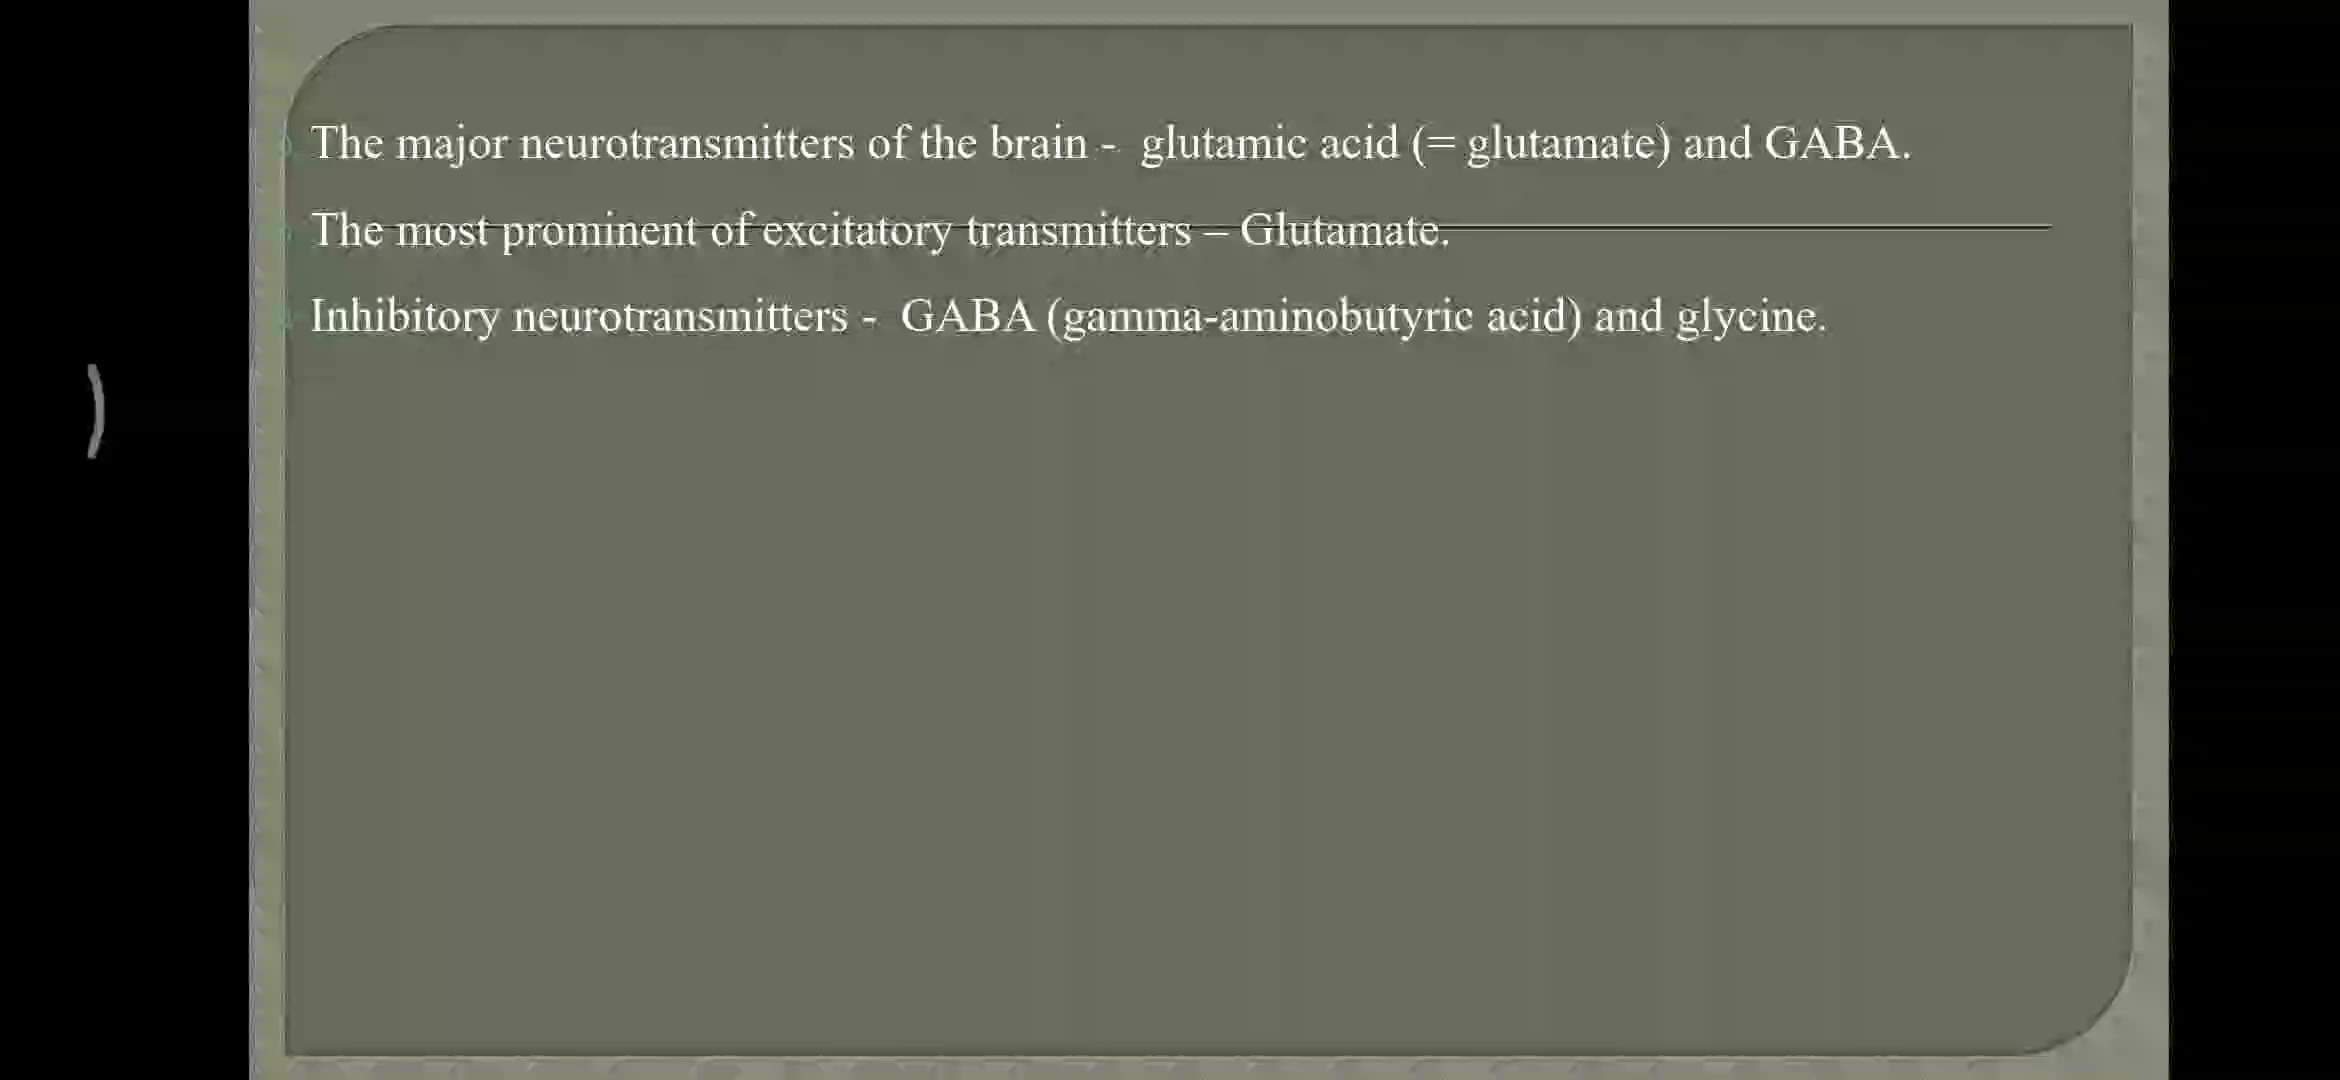 The major neurotransmitters of the brain - glutamic acid (= glutamate) and GABA.
The most prominent of excitatory transmitters – Glutamate.
Inhibitory neurotransmitters - GABA (gamma-aminobutyric acid) and glycine.